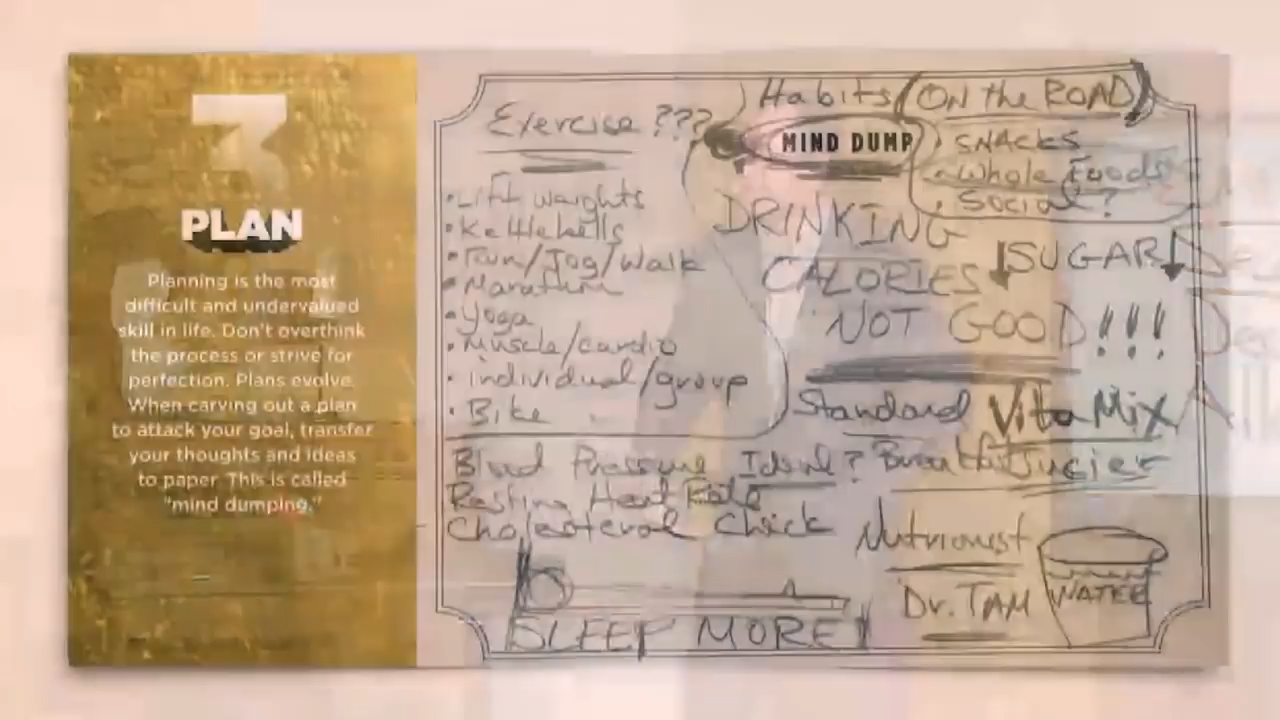 3
PLAN
Planning is the most
difficult and undervalued
skill in life. Don't overthink
the process or strive for
perfection. Plans evolve.
When carving out a plan
to attack your goal, transfer
your thoughts and ideas
to paper. This is called
"mind dumping."
Habits (ON the ROAD)
MIND DUMP
SNACKS
Whole Foods
Social?
Exercise ???
• Lift weights
• Kettlebells
• Run/Jog/Walk
• Marathon
• Yoga
• Muscle/cardio
• individual/group
• Bike
DRINKING
CALORIES
NOT GOOD!!!
↓SUGAR↓
Standard VitaMix
Breakfast Jucier
Blood Pressure Ideal?
Resting Heart Rate
Cholesterol Check
Nutrionist
Dr. TAM
WATER
SLEEP MORE!